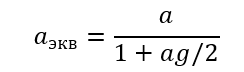 a_экв = a / (1 + ag/2)